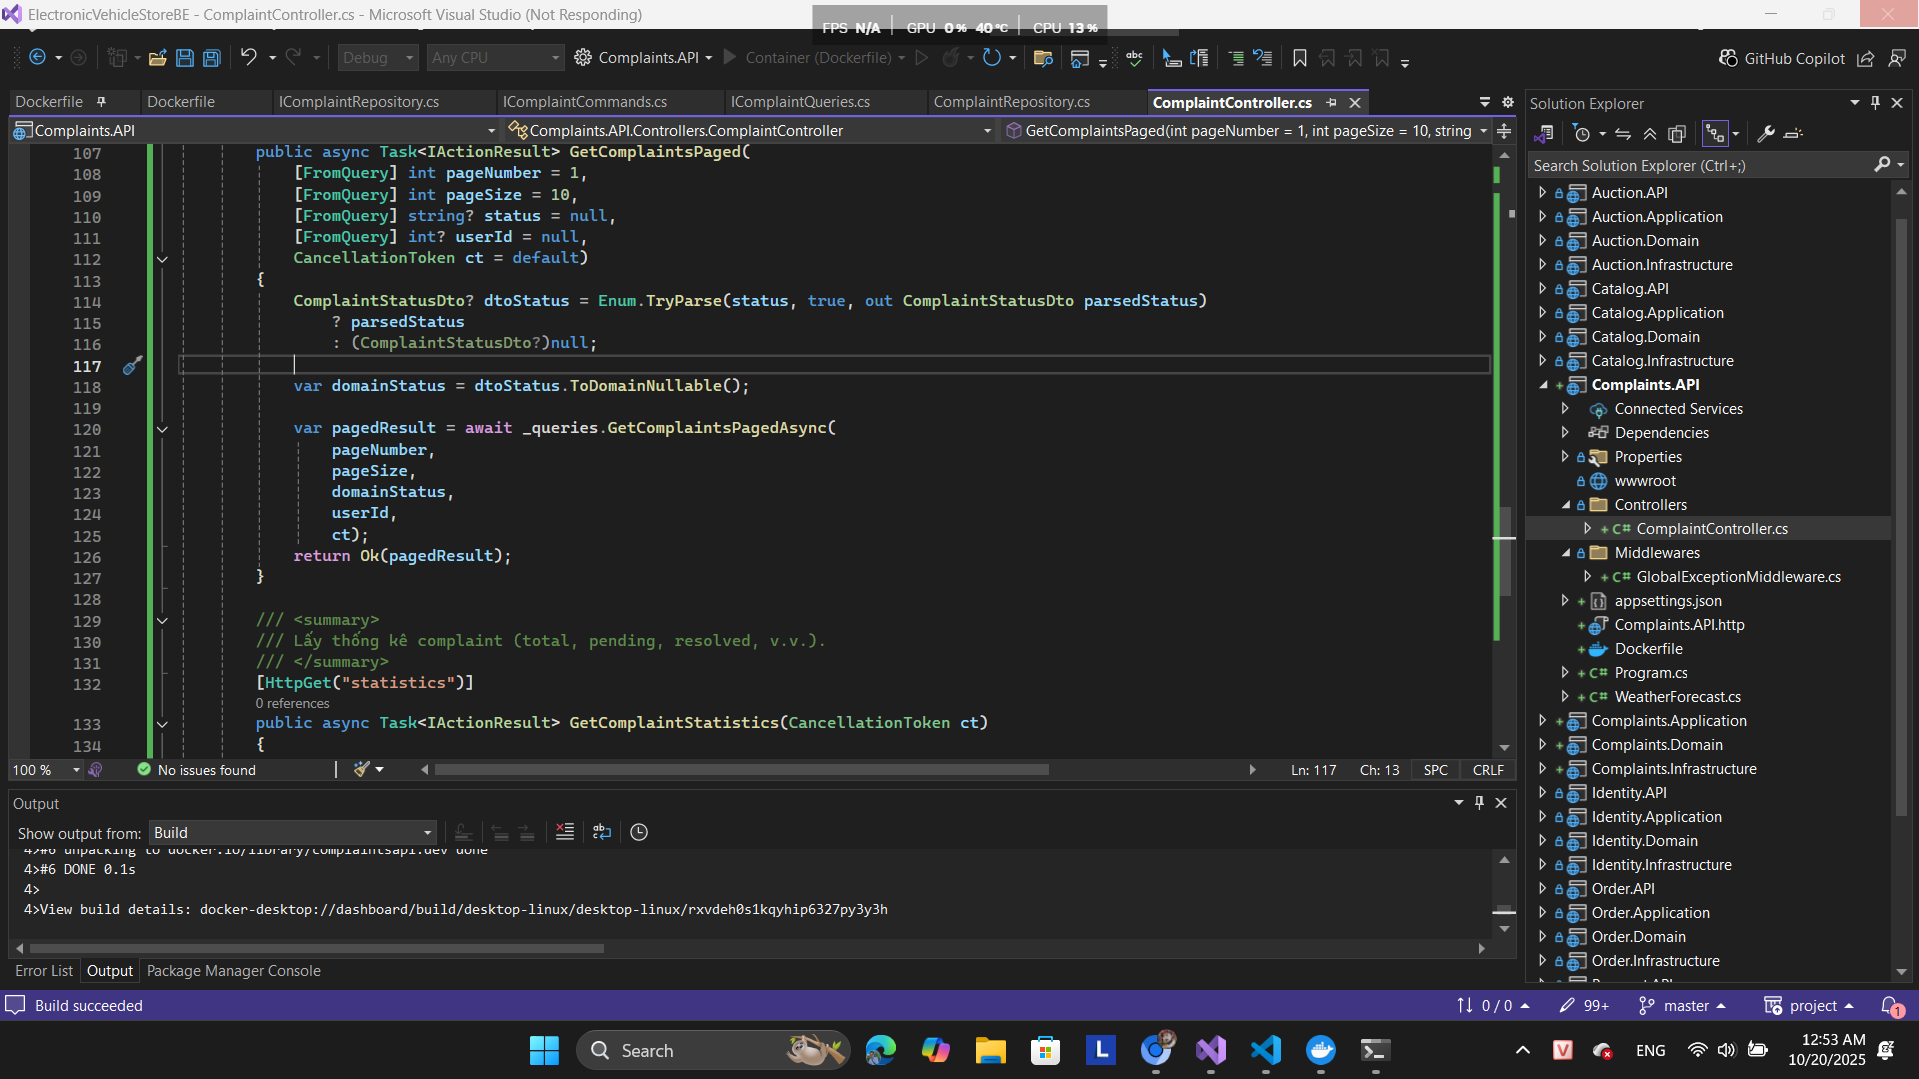 ElectronicVehicleStoreBE - ComplaintController.cs - Microsoft Visual Studio (Not Responding)
FPS N/A GPU 0 % 40 °C CPU 13 %
Debug Any CPU Complaints.API Container (Dockerfile) GitHub Copilot
Dockerfile Dockerfile IComplaintRepository.cs IComplaintCommands.cs IComplaintQueries.cs ComplaintRepository.cs ComplaintController.cs
Complaints.API Complaints.API.Controllers.ComplaintController GetComplaintsPaged(int pageNumber = 1, int pageSize = 10, string
107 public async Task<IActionResult> GetComplaintsPaged(
108 [FromQuery] int pageNumber = 1,
109 [FromQuery] int pageSize = 10,
110 [FromQuery] string? status = null,
111 [FromQuery] int? userId = null,
112 CancellationToken ct = default)
113 {
114 ComplaintStatusDto? dtoStatus = Enum.TryParse(status, true, out ComplaintStatusDto parsedStatus)
115 ? parsedStatus
116 : (ComplaintStatusDto?)null;
117
118 var domainStatus = dtoStatus.ToDomainNullable();
119
120 var pagedResult = await _queries.GetComplaintsPagedAsync(
121 pageNumber,
122 pageSize,
123 domainStatus,
124 userId,
125 ct);
126 return Ok(pagedResult);
127 }
128
129 /// <summary>
130 /// Lấy thống kê complaint (total, pending, resolved, v.v.).
131 /// </summary>
132 [HttpGet("statistics")]
0 references
133 public async Task<IActionResult> GetComplaintStatistics(CancellationToken ct)
134 {
100 % No issues found Ln: 117 Ch: 13 SPC CRLF
Output
Show output from: Build
4>#6 unpacking to docker.io/library/complaintsapi:dev done
4>#6 DONE 0.1s
4>
4>View build details: docker-desktop://dashboard/build/desktop-linux/desktop-linux/rxvdeh0s1kqyhip6327py3y3h
Error List Output Package Manager Console
Solution Explorer
Search Solution Explorer (Ctrl+;)
Auction.API
Auction.Application
Auction.Domain
Auction.Infrastructure
Catalog.API
Catalog.Application
Catalog.Domain
Catalog.Infrastructure
Complaints.API
Connected Services
Dependencies
Properties
wwwroot
Controllers
C# ComplaintController.cs
Middlewares
C# GlobalExceptionMiddleware.cs
appsettings.json
Complaints.API.http
Dockerfile
C# Program.cs
C# WeatherForecast.cs
Complaints.Application
Complaints.Domain
Complaints.Infrastructure
Identity.API
Identity.Application
Identity.Domain
Identity.Infrastructure
Order.API
Order.Application
Order.Domain
Order.Infrastructure
Build succeeded 0 / 0 99+ master project 1
Search L V ENG 12:53 AM
10/20/2025